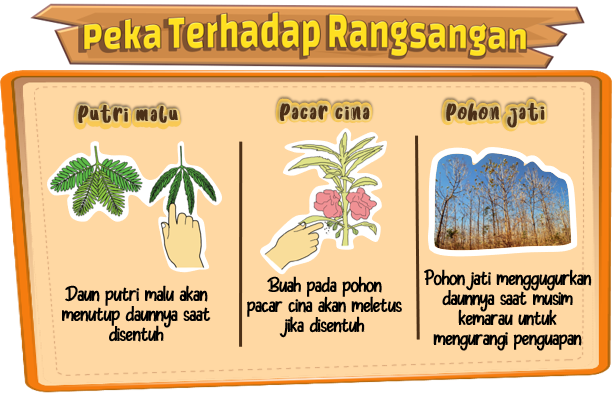 Peka Terhadap Rangsangan
Putri malu
Daun putri malu akan
menutup daunnya saat
disentuh
Pacar cina
Buah pada pohon
pacar cina akan meletus
jika disentuh
Pohon jati
Pohon jati menggugurkan
daunnya saat musim
kemarau untuk
mengurangi penguapan